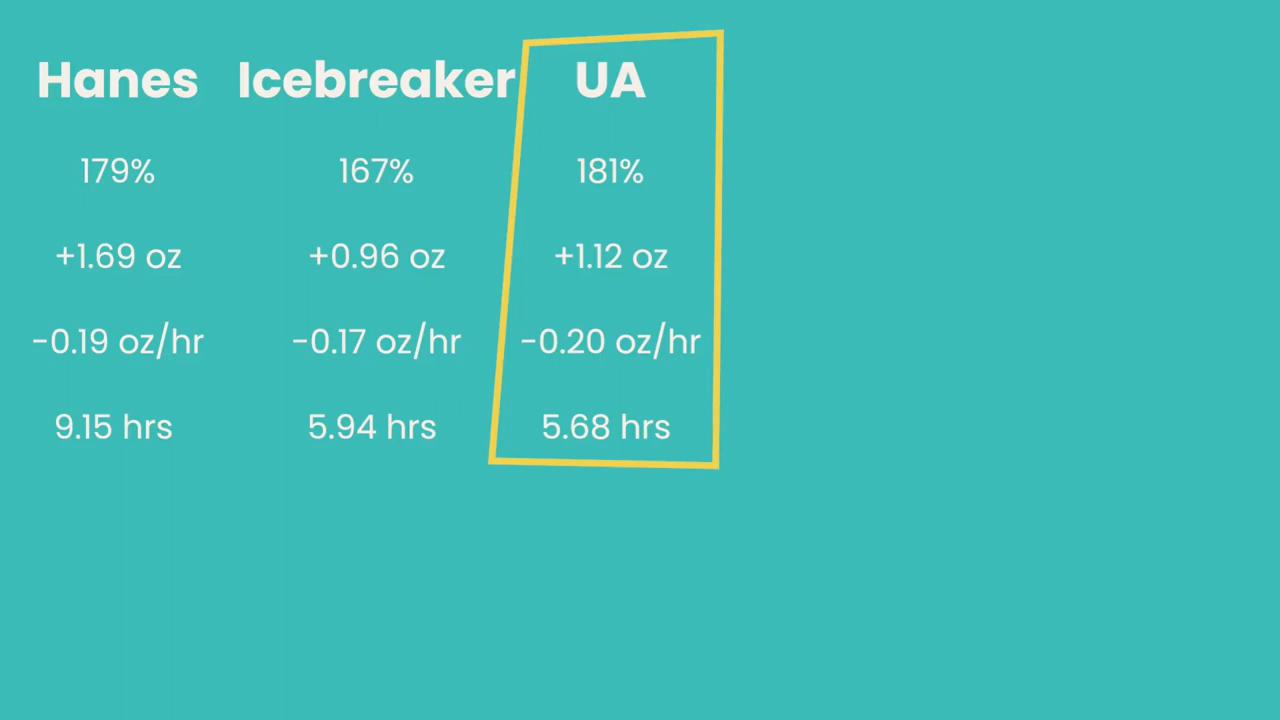 Hanes Icebreaker UA
179% 167% 181%
+1.69 oz +0.96 oz +1.12 oz
-0.19 oz/hr -0.17 oz/hr -0.20 oz/hr
9.15 hrs 5.94 hrs 5.68 hrs